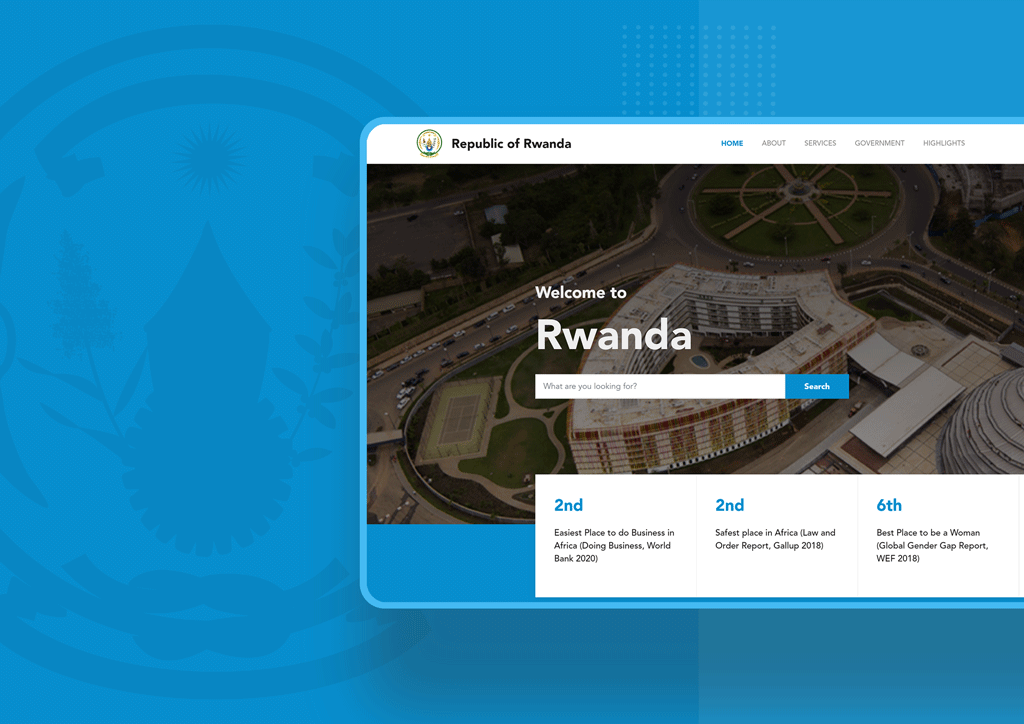 Republic of Rwanda
HOME ABOUT SERVICES GOVERNMENT HIGHLIGHTS
Welcome to
Rwanda
What are you looking for? Search
2nd
Easiest Place to do Business in
Africa (Doing Business, World
Bank 2020)
2nd
Safest place in Africa (Law and
Order Report, Gallup 2018)
6th
Best Place to be a Woman
(Global Gender Gap Report,
WEF 2018)